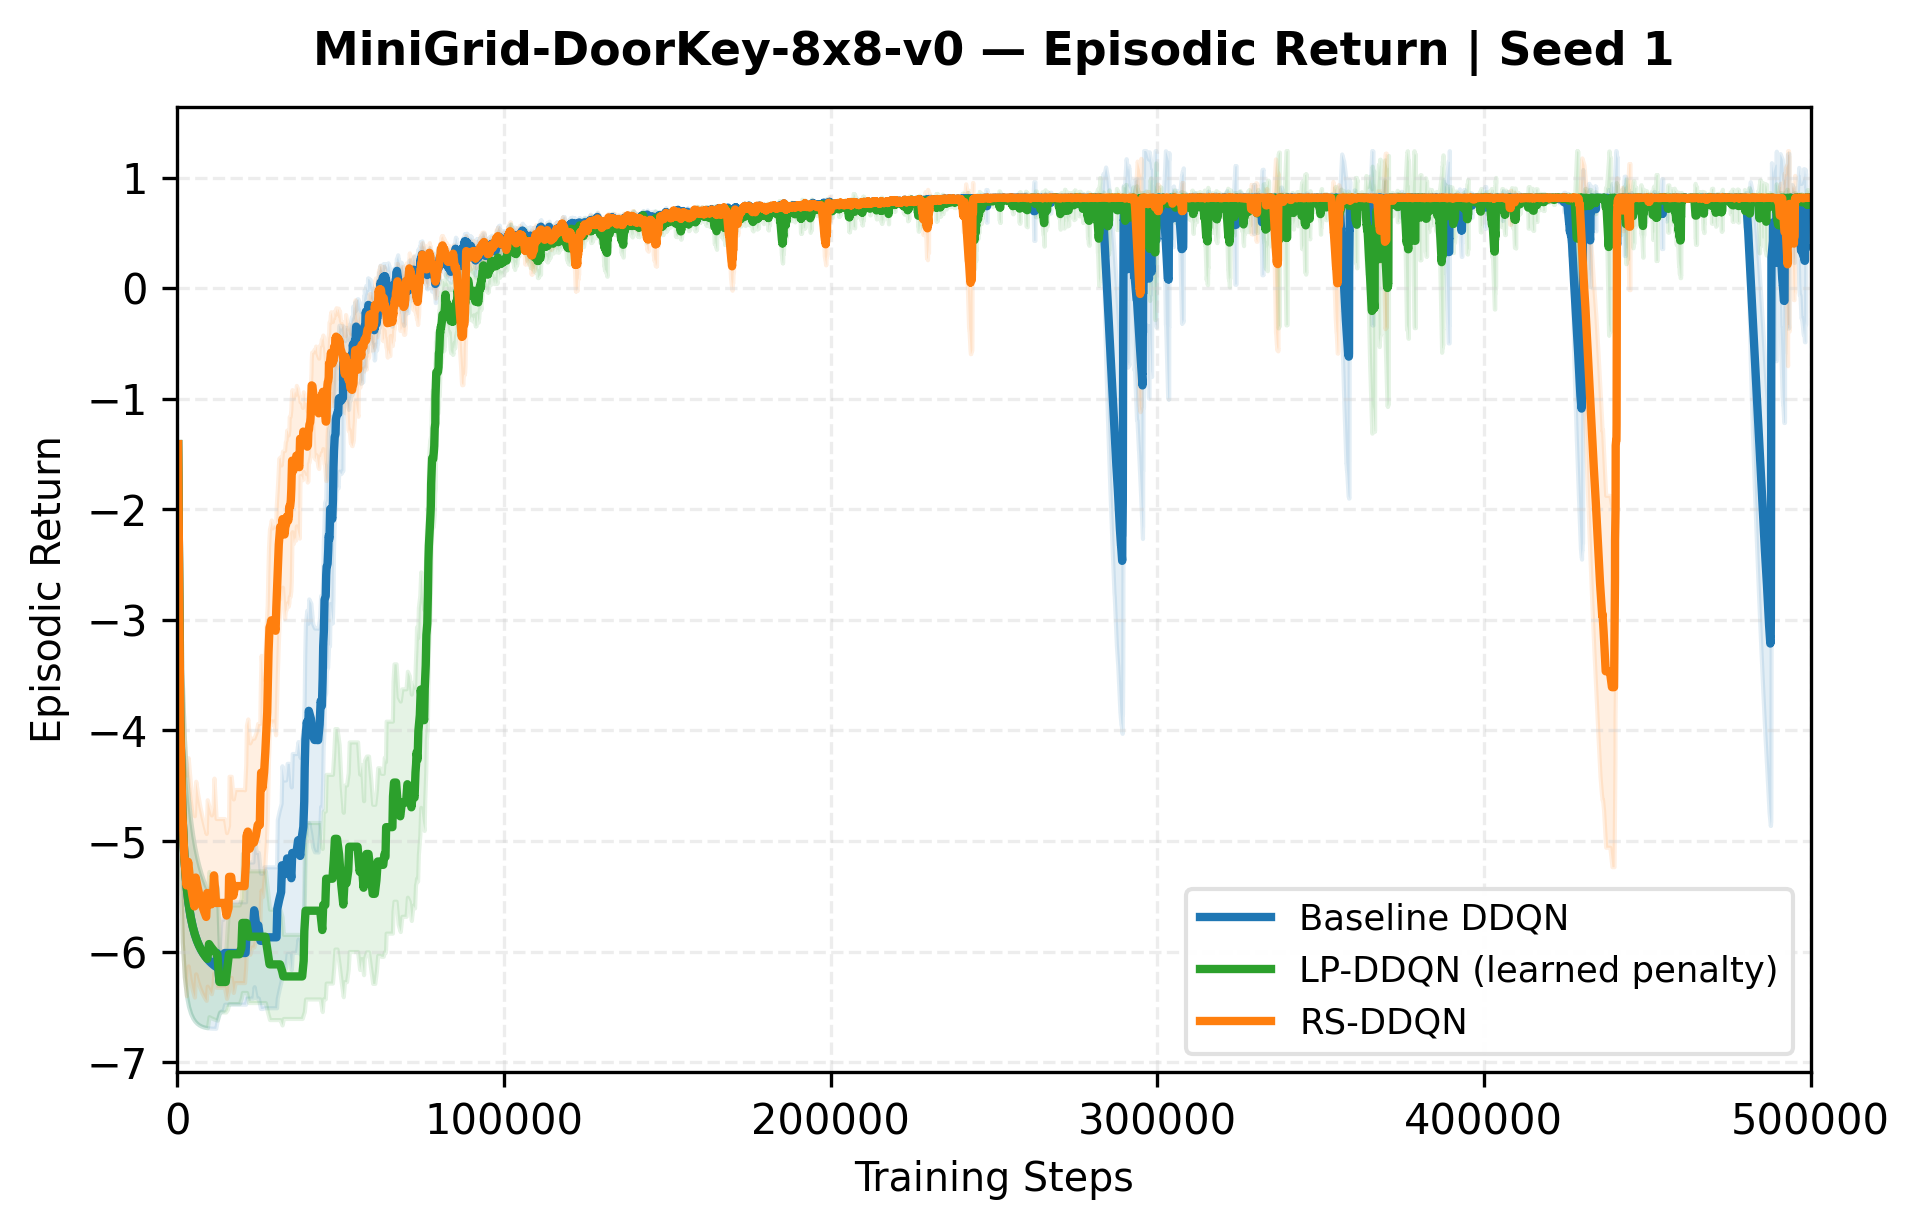 MiniGrid-DoorKey-8x8-v0 — Episodic Return | Seed 1
Episodic Return
1
0
−1
−2
−3
−4
−5
−6
−7
Baseline DDQN
LP-DDQN (learned penalty)
RS-DDQN
0 100000 200000 300000 400000 500000
Training Steps